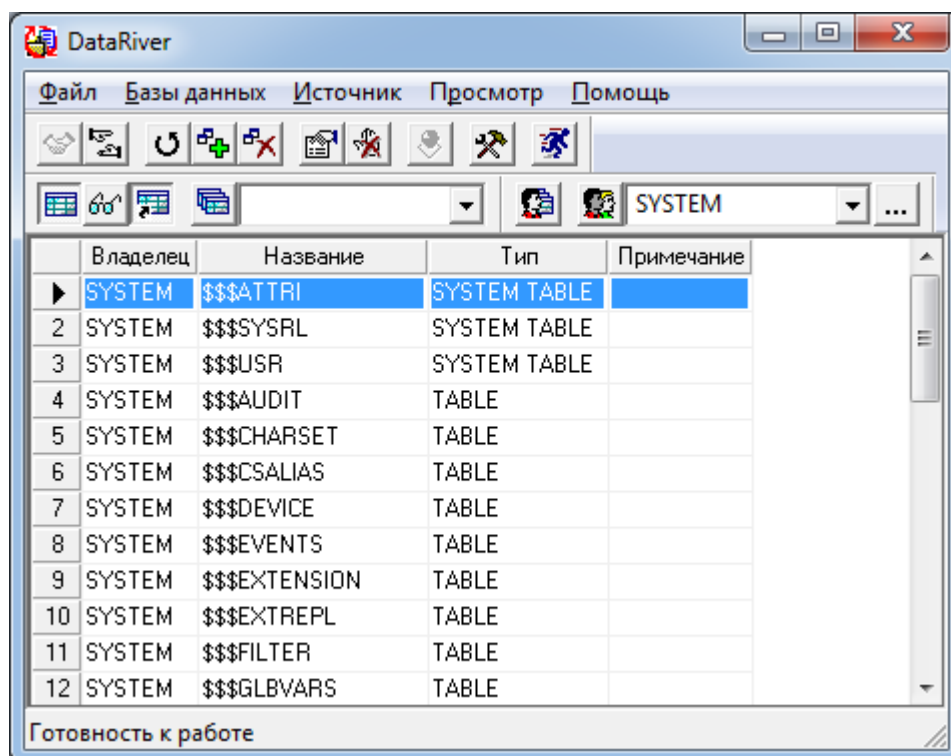 DataRiver
Файл Базы данных Источник Просмотр Помощь
SYSTEM ...
Владелец Название Тип Примечание
SYSTEM $$$ATTRI SYSTEM TABLE
2 SYSTEM $$$SYSRL SYSTEM TABLE
3 SYSTEM $$$USR SYSTEM TABLE
4 SYSTEM $$$AUDIT TABLE
5 SYSTEM $$$CHARSET TABLE
6 SYSTEM $$$CSALIAS TABLE
7 SYSTEM $$$DEVICE TABLE
8 SYSTEM $$$EVENTS TABLE
9 SYSTEM $$$EXTENSION TABLE
10 SYSTEM $$$EXTREPL TABLE
11 SYSTEM $$$FILTER TABLE
12 SYSTEM $$$GLBVARS TABLE
Готовность к работе